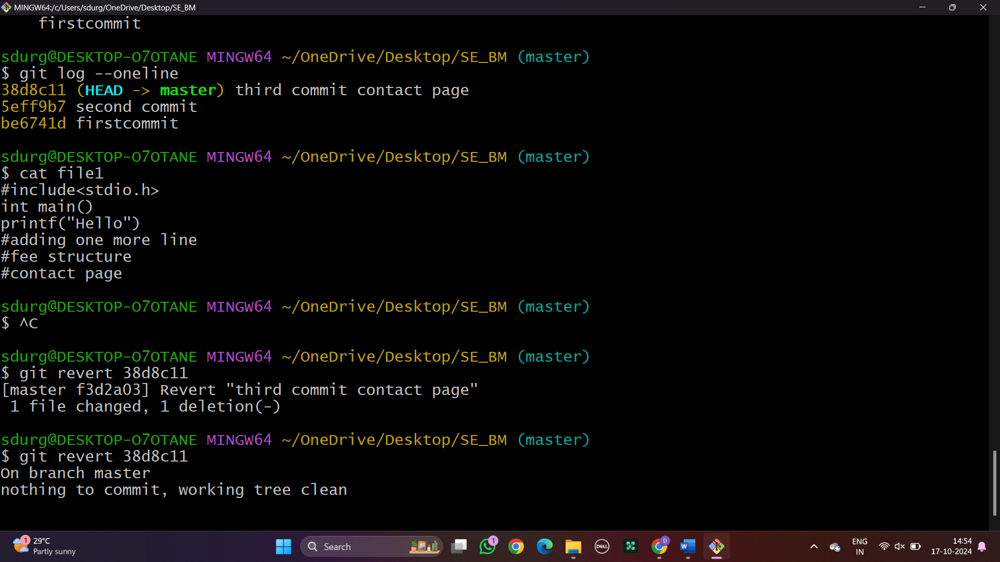 MINGW64:/c/Users/sdurg/OneDrive/Desktop/SE_BM
firstcommit
sdurg@DESKTOP-O7OTANE MINGW64 ~/OneDrive/Desktop/SE_BM (master)
$ git log --oneline
38d8c11 (HEAD -> master) third commit contact page
5eff9b7 second commit
be6741d firstcommit
sdurg@DESKTOP-O7OTANE MINGW64 ~/OneDrive/Desktop/SE_BM (master)
$ cat file1
#include<stdio.h>
int main()
printf("Hello")
#adding one more line
#fee structure
#contact page
sdurg@DESKTOP-O7OTANE MINGW64 ~/OneDrive/Desktop/SE_BM (master)
$ ^C
sdurg@DESKTOP-O7OTANE MINGW64 ~/OneDrive/Desktop/SE_BM (master)
$ git revert 38d8c11
[master f3d2a03] Revert "third commit contact page"
1 file changed, 1 deletion(-)
sdurg@DESKTOP-O7OTANE MINGW64 ~/OneDrive/Desktop/SE_BM (master)
$ git revert 38d8c11
On branch master
nothing to commit, working tree clean
1
29°C
Partly sunny
Search
1
DELL
D
W
ENG
IN
14:54
17-10-2024